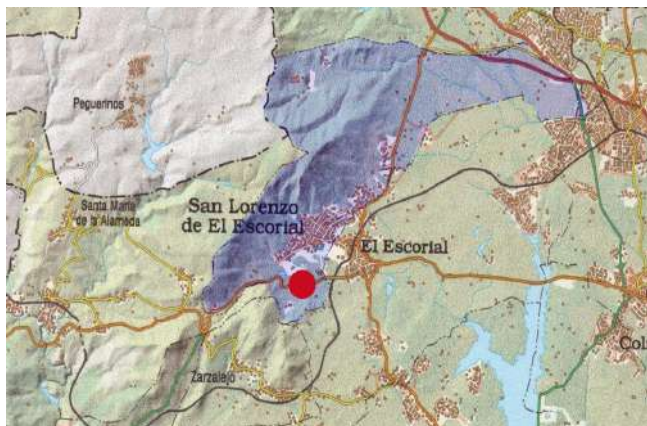 Peguerinos
Santa María
de la Alameda
San Lorenzo
de El Escorial
El Escorial
Zarzalejo
Col